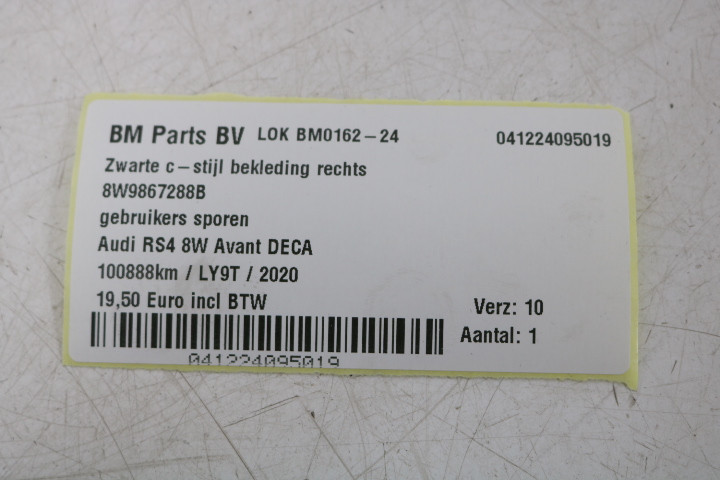 BM Parts BV LOK BM0162-24 041224095019
Zwarte c-stijl bekleding rechts
8W9867288B
gebruikers sporen
Audi RS4 8W Avant DECA
100888km / LY9T / 2020
19,50 Euro incl BTW Verz: 10
Aantal: 1
041224095019